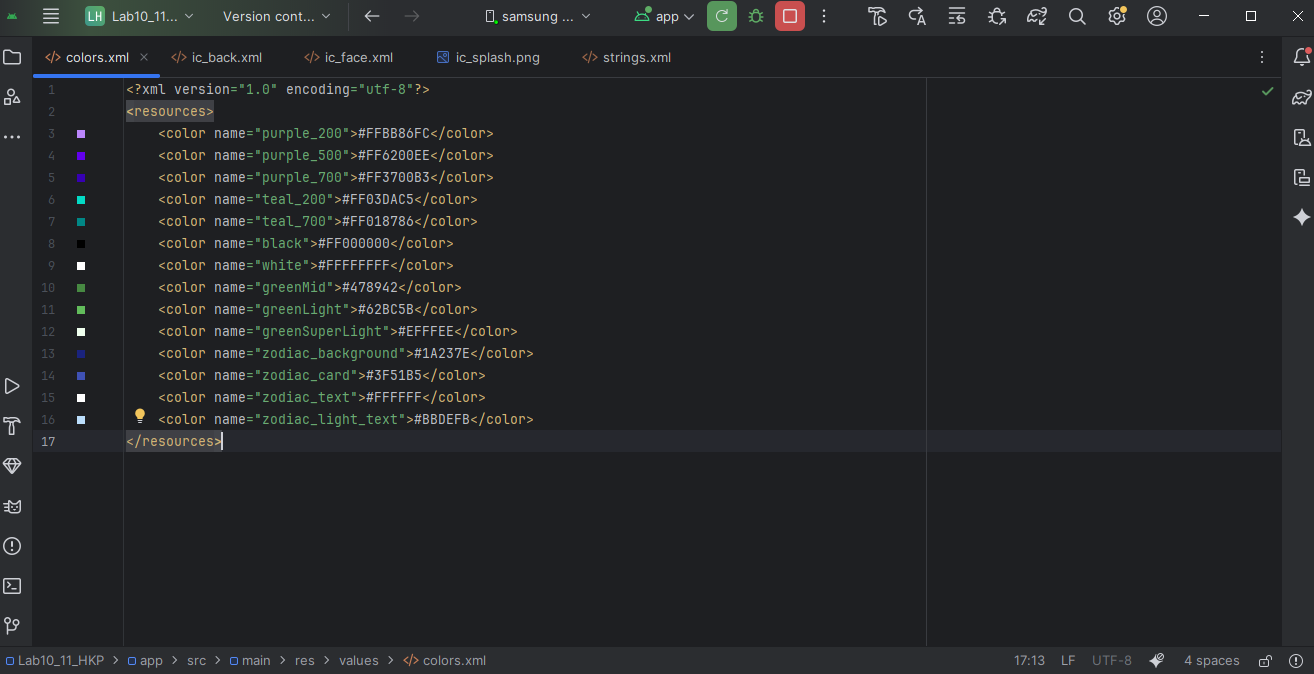 LH Lab10_11... Version cont... samsung ... app
colors.xml ic_back.xml ic_face.xml ic_splash.png strings.xml
1 <?xml version="1.0" encoding="utf-8"?>
2 <resources>
3 <color name="purple_200">#FFBB86FC</color>
4 <color name="purple_500">#FF6200EE</color>
5 <color name="purple_700">#FF3700B3</color>
6 <color name="teal_200">#FF03DAC5</color>
7 <color name="teal_700">#FF018786</color>
8 <color name="black">#FF000000</color>
9 <color name="white">#FFFFFFFF</color>
10 <color name="greenMid">#478942</color>
11 <color name="greenLight">#62BC5B</color>
12 <color name="greenSuperLight">#EFFFEE</color>
13 <color name="zodiac_background">#1A237E</color>
14 <color name="zodiac_card">#3F51B5</color>
15 <color name="zodiac_text">#FFFFFF</color>
16 <color name="zodiac_light_text">#BBDEFB</color>
17 </resources>
Lab10_11_HKP > app > src > main > res > values > colors.xml 17:13 LF UTF-8 4 spaces